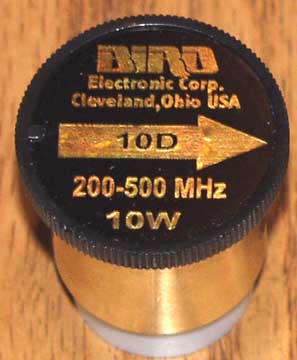 BIRD
Electronic Corp.
Cleveland,Ohio USA
10D
200-500 MHz
10W